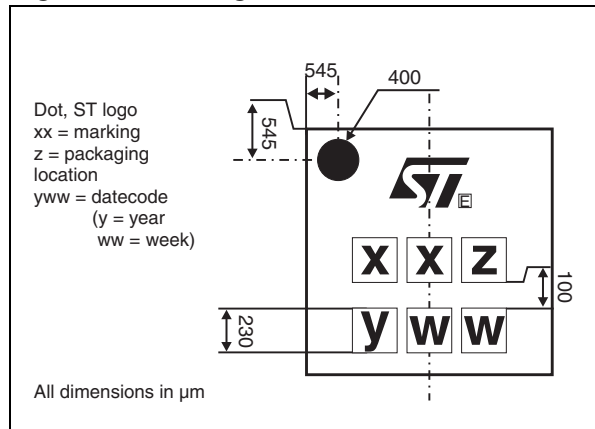 545
400
545
Dot, ST logo
xx = marking
z = packaging
location
yww = datecode
(y = year
ww = week)
ST
E
x x z
100
y w w
230
All dimensions in µm